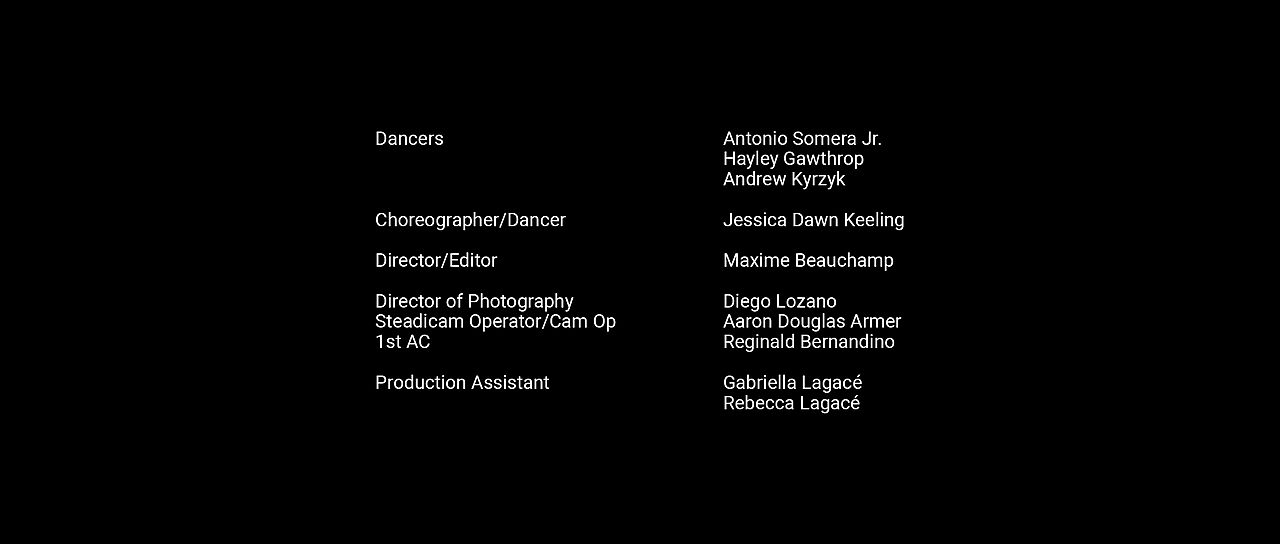 Dancers Antonio Somera Jr.
Hayley Gawthrop
Andrew Kyrzyk
Choreographer/Dancer Jessica Dawn Keeling
Director/Editor Maxime Beauchamp
Director of Photography Diego Lozano
Steadicam Operator/Cam Op Aaron Douglas Armer
1st AC Reginald Bernandino
Production Assistant Gabriella Lagacé
Rebecca Lagacé